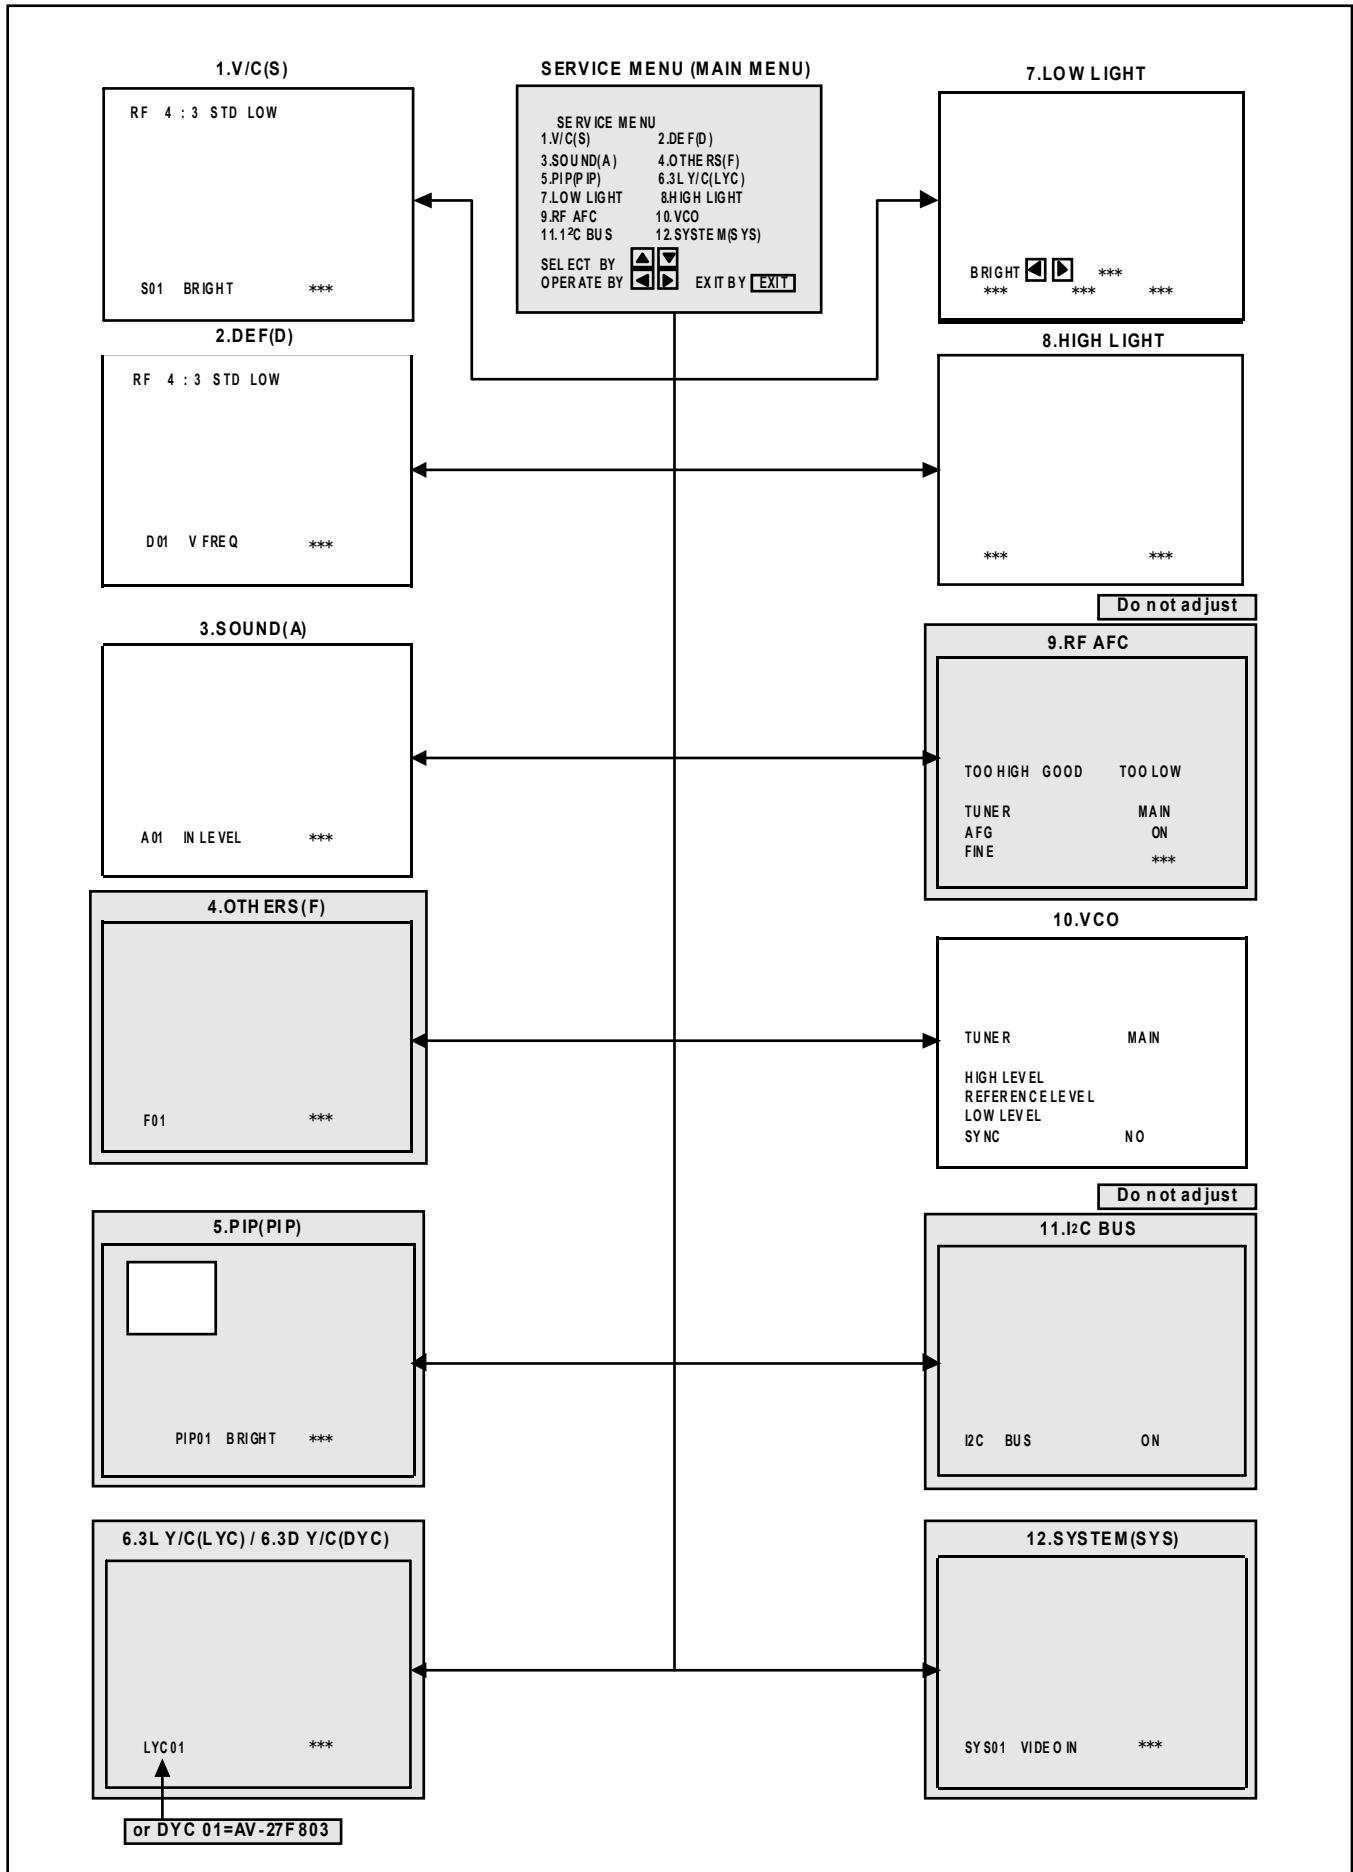 1.V/C(S)
RF 4 : 3 STD LOW
S01 BRIGHT ***
SERVICE MENU (MAIN MENU)
SERVICE MENU
1.V/C(S) 2.DEF(D)
3.SOUND(A) 4.OTHERS(F)
5.PIP(PIP) 6.3L Y/C(LYC)
7.LOW LIGHT 8.HIGH LIGHT
9.RF AFC 10.VCO
11.1²C BUS 12.SYSTEM(SYS)
SELECT BY ▲ ▼
OPERATE BY ◀ ▶ EXIT BY EXIT
7.LOW LIGHT
BRIGHT ◀ ▶ ***
*** *** ***
2.DEF(D)
RF 4 : 3 STD LOW
D01 V FREQ ***
8.HIGH LIGHT
*** ***
3.SOUND(A)
A01 IN LEVEL ***
Do not adjust
9.RF AFC
TOO HIGH GOOD TOO LOW
TUNER MAIN
AFG ON
FINE ***
4.OTHERS(F)
F01 ***
10.VCO
TUNER MAIN
HIGH LEVEL
REFERENCE LEVEL
LOW LEVEL
SYNC NO
5.PIP(PIP)
PIP01 BRIGHT ***
Do not adjust
11.I²C BUS
I2C BUS ON
6.3L Y/C(LYC) / 6.3D Y/C(DYC)
LYC01 ***
or DYC 01=AV-27F803
12.SYSTEM(SYS)
SYS01 VIDEO IN ***